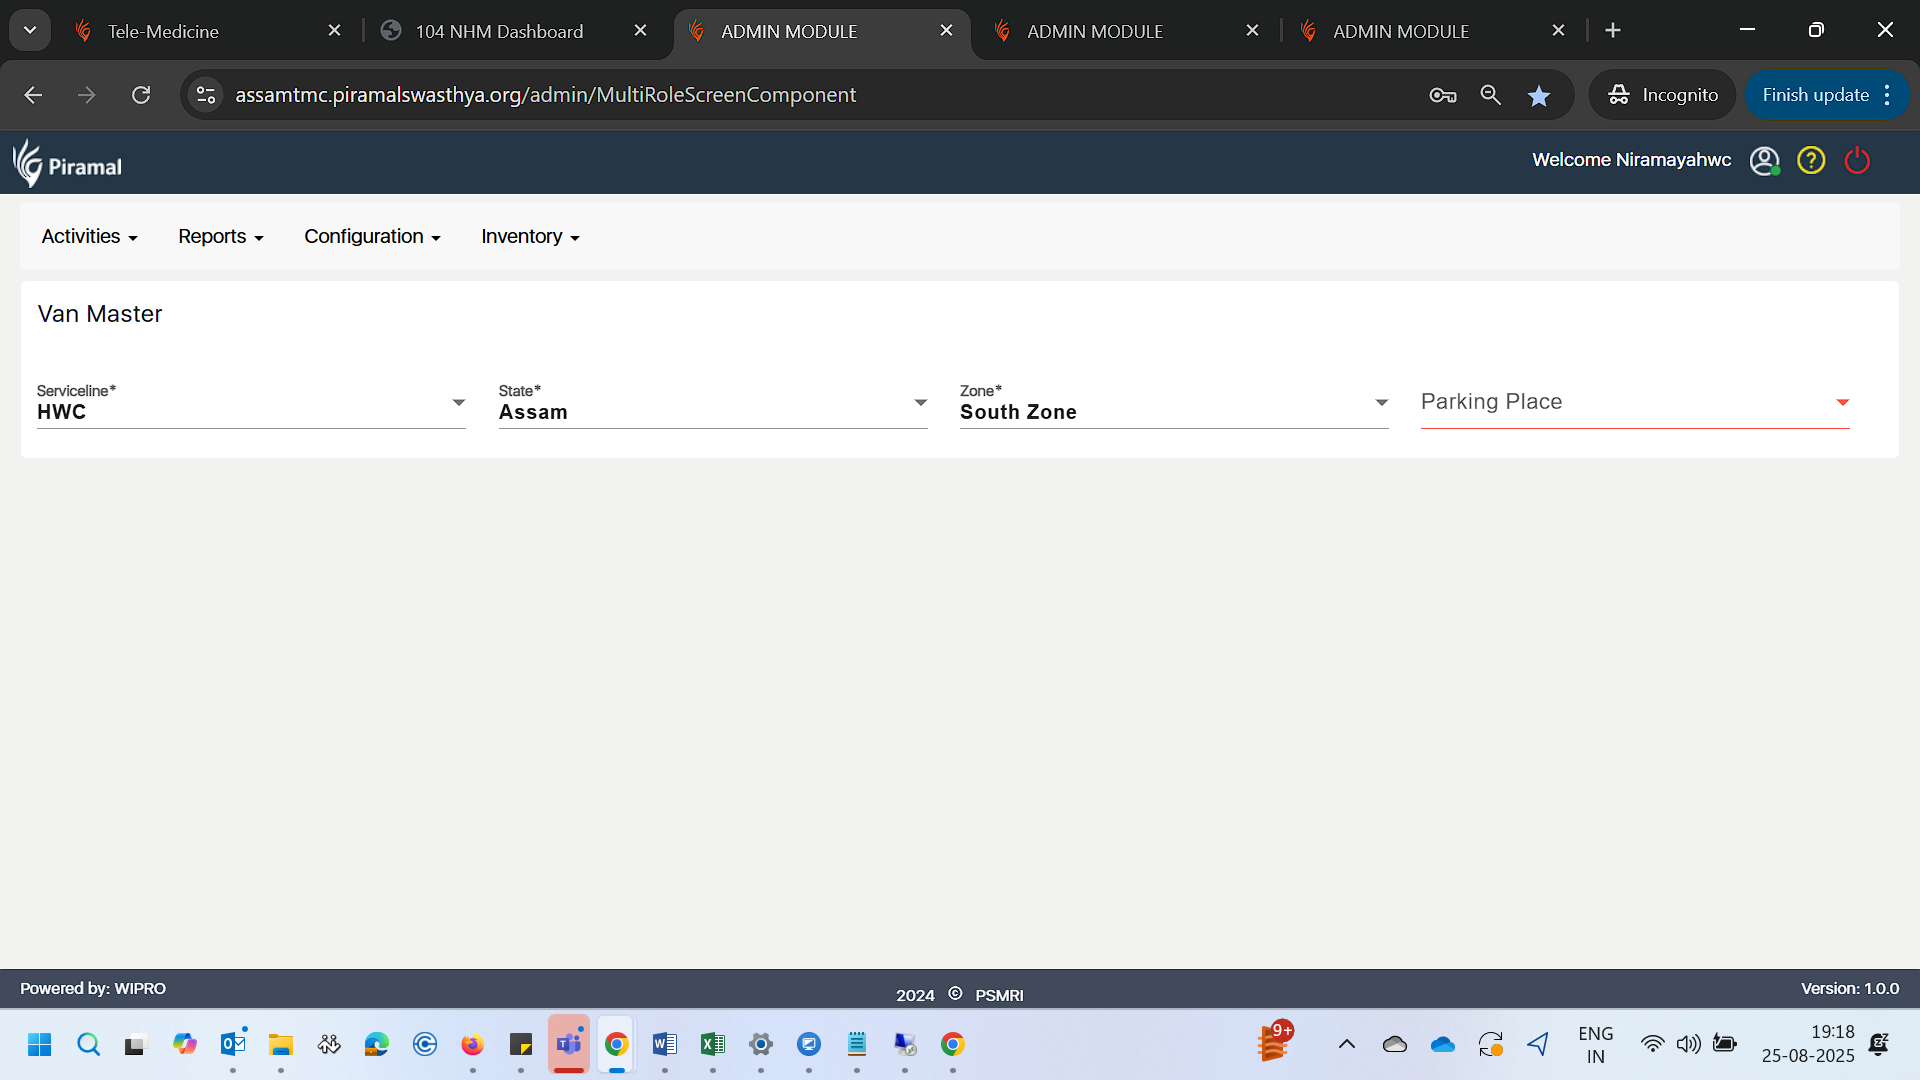 Tele-Medicine
104 NHM Dashboard
ADMIN MODULE
ADMIN MODULE
ADMIN MODULE
assamtmc.piramalswasthya.org/admin/MultiRoleScreenComponent
Incognito
Finish update
Piramal
Welcome Niramayahwc
Activities
Reports
Configuration
Inventory
Van Master
Serviceline*
HWC
State*
Assam
Zone*
South Zone
Parking Place
Powered by: WIPRO
2024 © PSMRI
Version: 1.0.0
9+
ENG
IN
19:18
25-08-2025